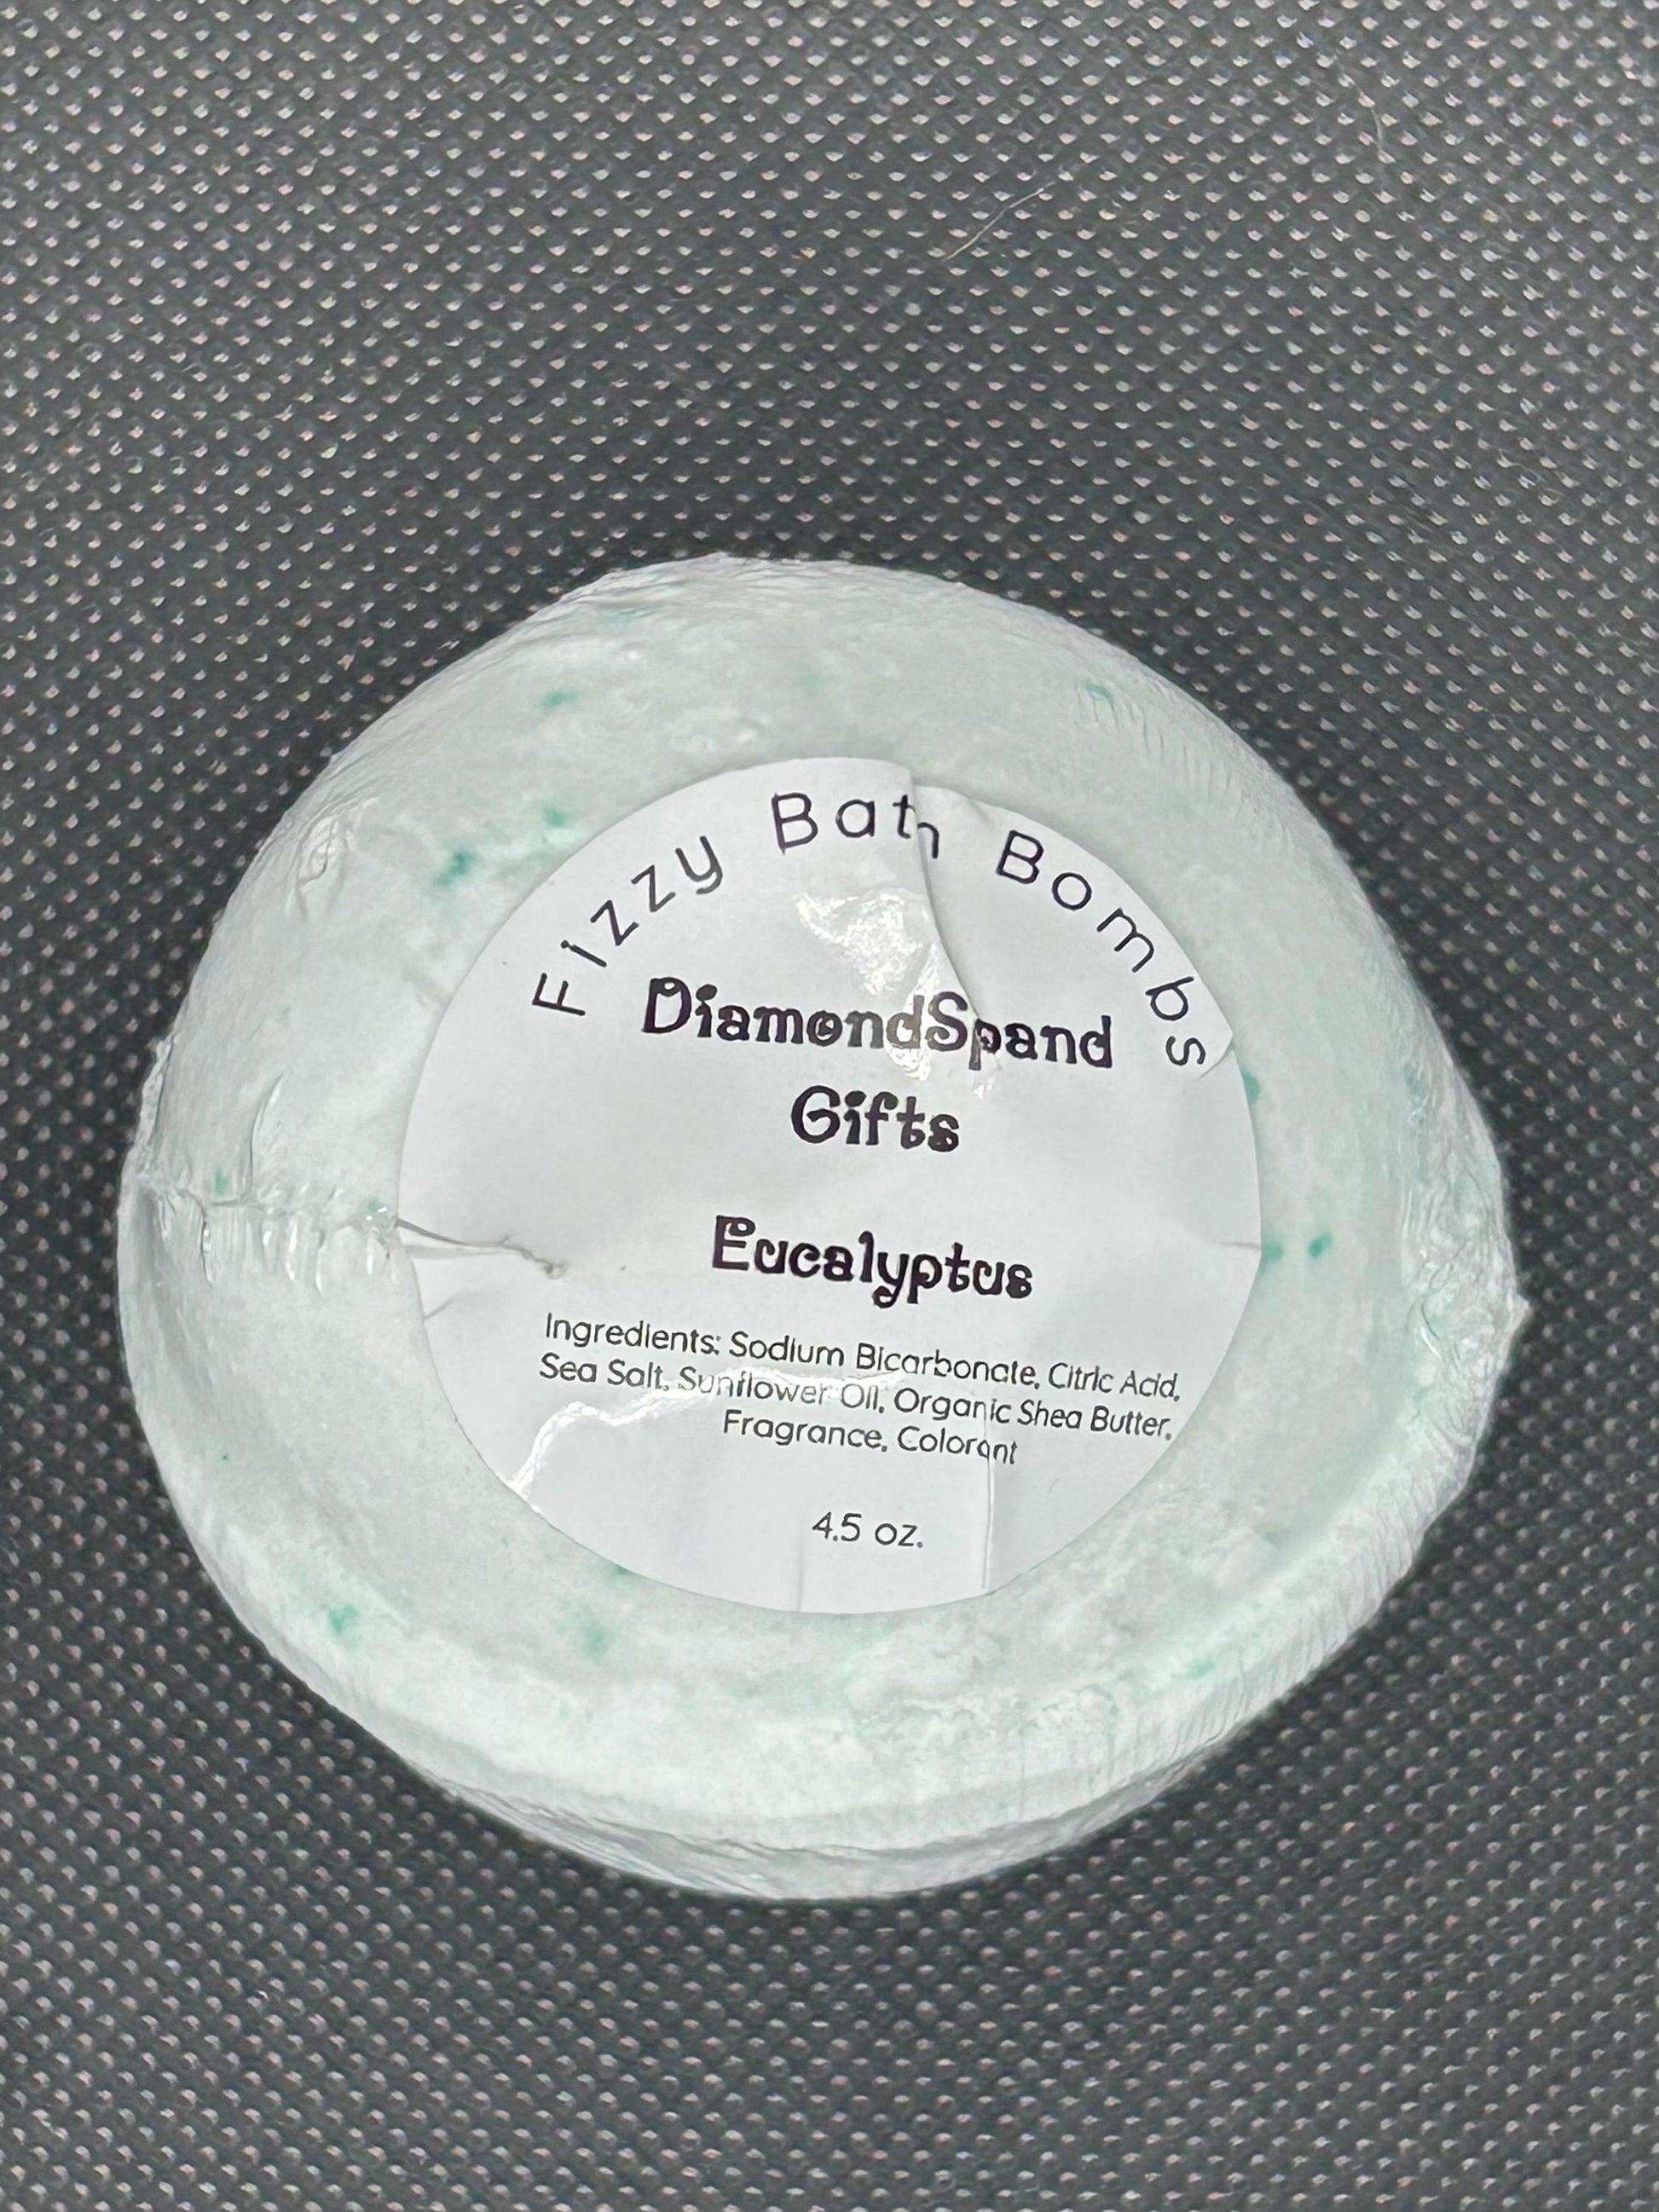 Fizzy Bath Bombs
DiamondSpand
Gifts
Eucalyptus
Ingredients: Sodium Bicarbonate, Citric Acid,
Sea Salt, Sunflower Oil, Organic Shea Butter,
Fragrance, Colorant
4.5 oz.